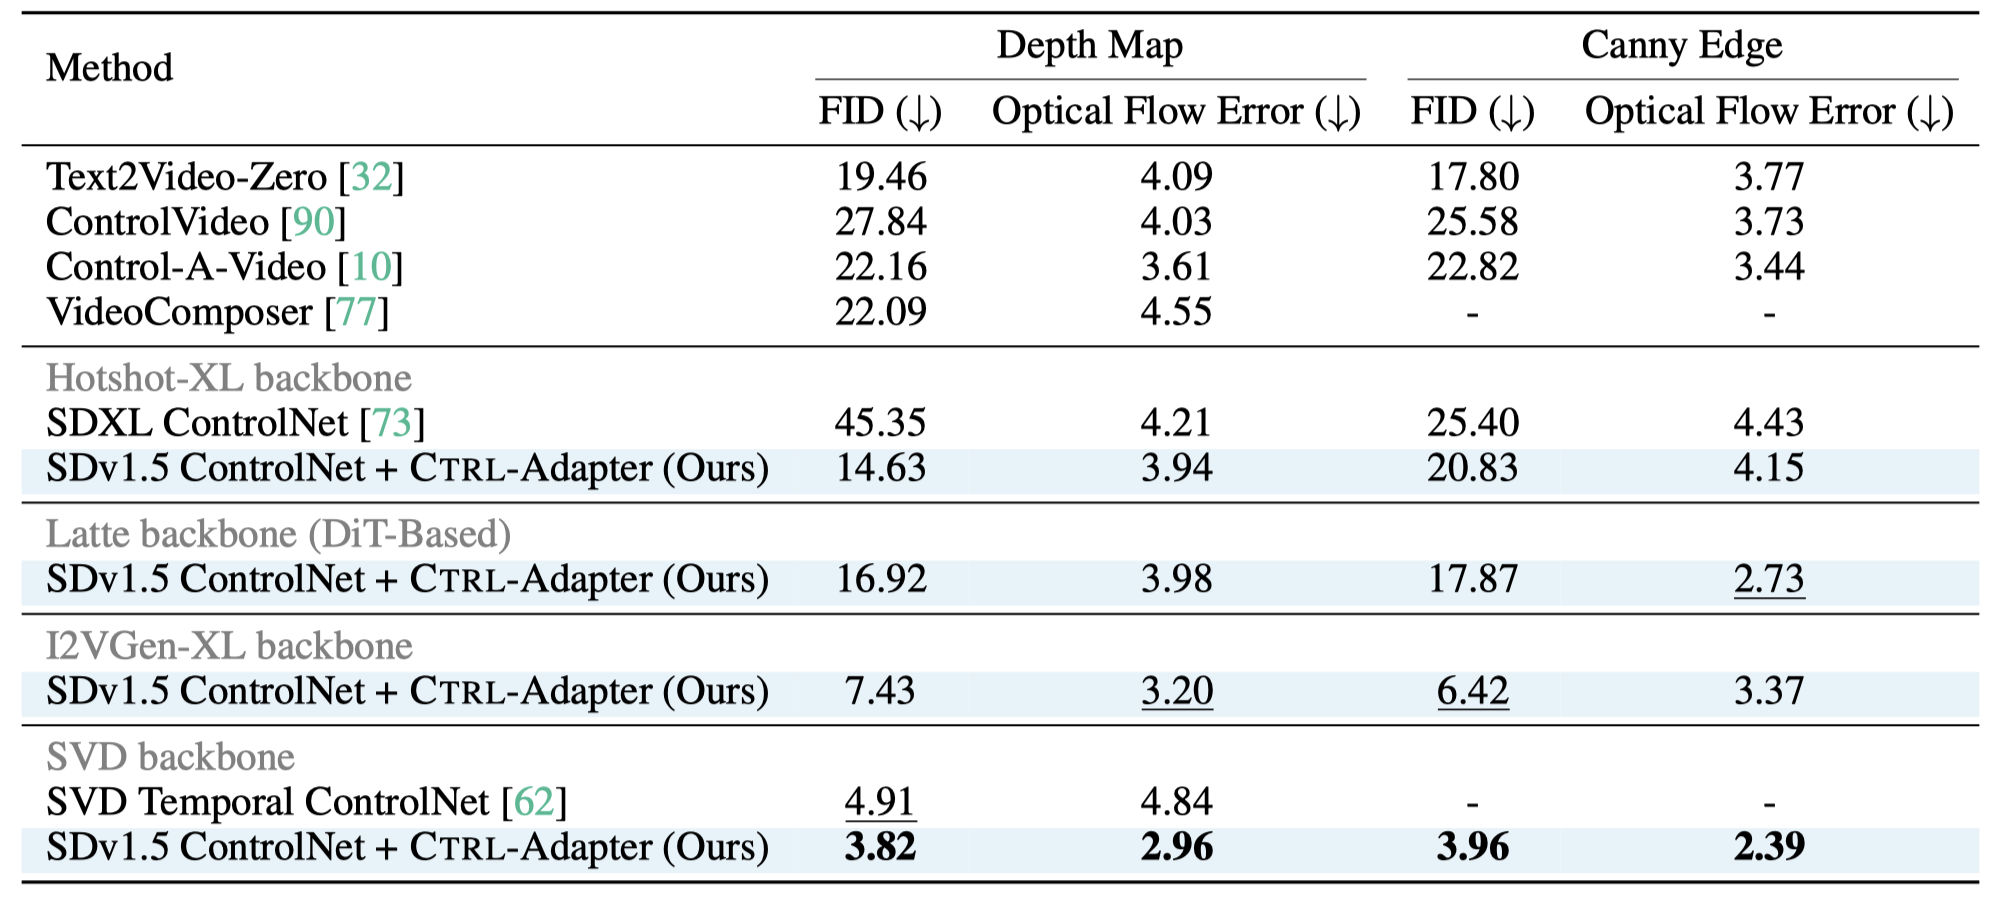 Method Depth Map Canny Edge
FID (↓) Optical Flow Error (↓) FID (↓) Optical Flow Error (↓)
Text2Video-Zero [32] 19.46 4.09 17.80 3.77
ControlVideo [90] 27.84 4.03 25.58 3.73
Control-A-Video [10] 22.16 3.61 22.82 3.44
VideoComposer [77] 22.09 4.55 - -
Hotshot-XL backbone
SDXL ControlNet [73] 45.35 4.21 25.40 4.43
SDv1.5 ControlNet + CTRL-Adapter (Ours) 14.63 3.94 20.83 4.15
Latte backbone (DiT-Based)
SDv1.5 ControlNet + CTRL-Adapter (Ours) 16.92 3.98 17.87 2.73
I2VGen-XL backbone
SDv1.5 ControlNet + CTRL-Adapter (Ours) 7.43 3.20 6.42 3.37
SVD backbone
SVD Temporal ControlNet [62] 4.91 4.84 - -
SDv1.5 ControlNet + CTRL-Adapter (Ours) 3.82 2.96 3.96 2.39